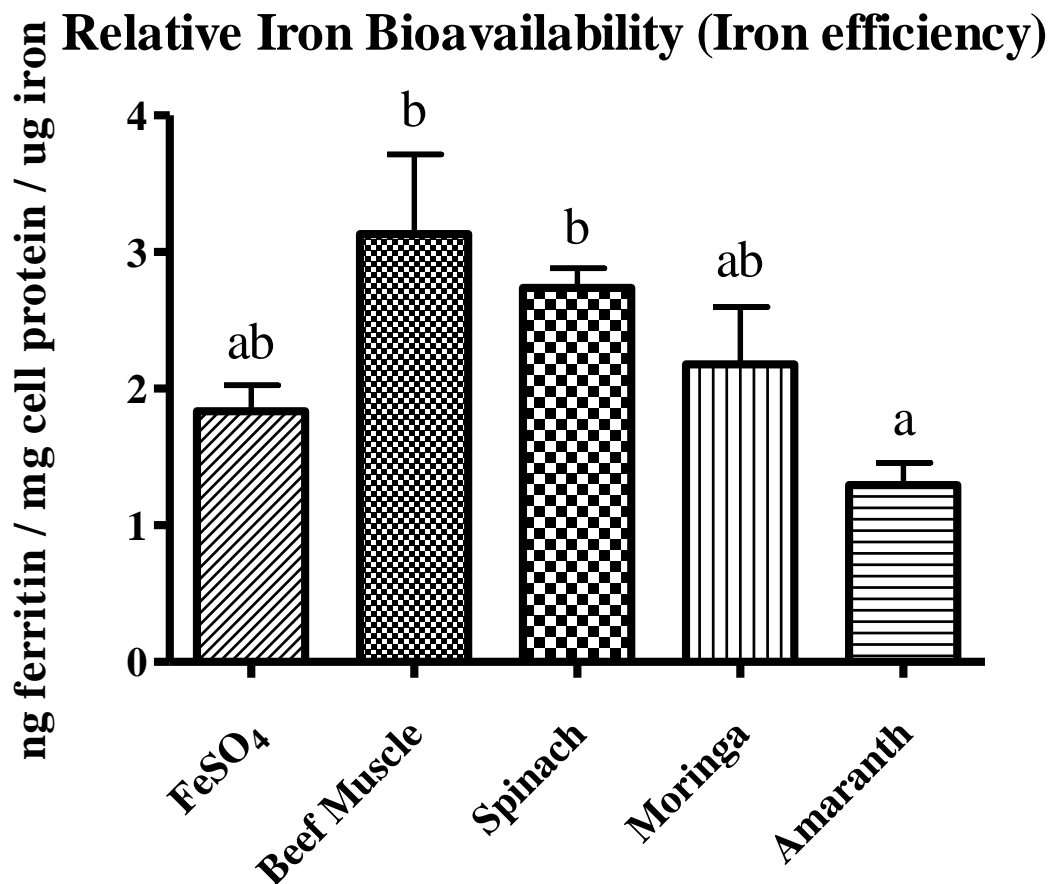 Relative Iron Bioavailability (Iron efficiency)
ng ferritin / mg cell protein / ug iron
4
3
2
1
0
ab
b
b
ab
a
FeSO₄
Beef Muscle
Spinach
Moringa
Amaranth